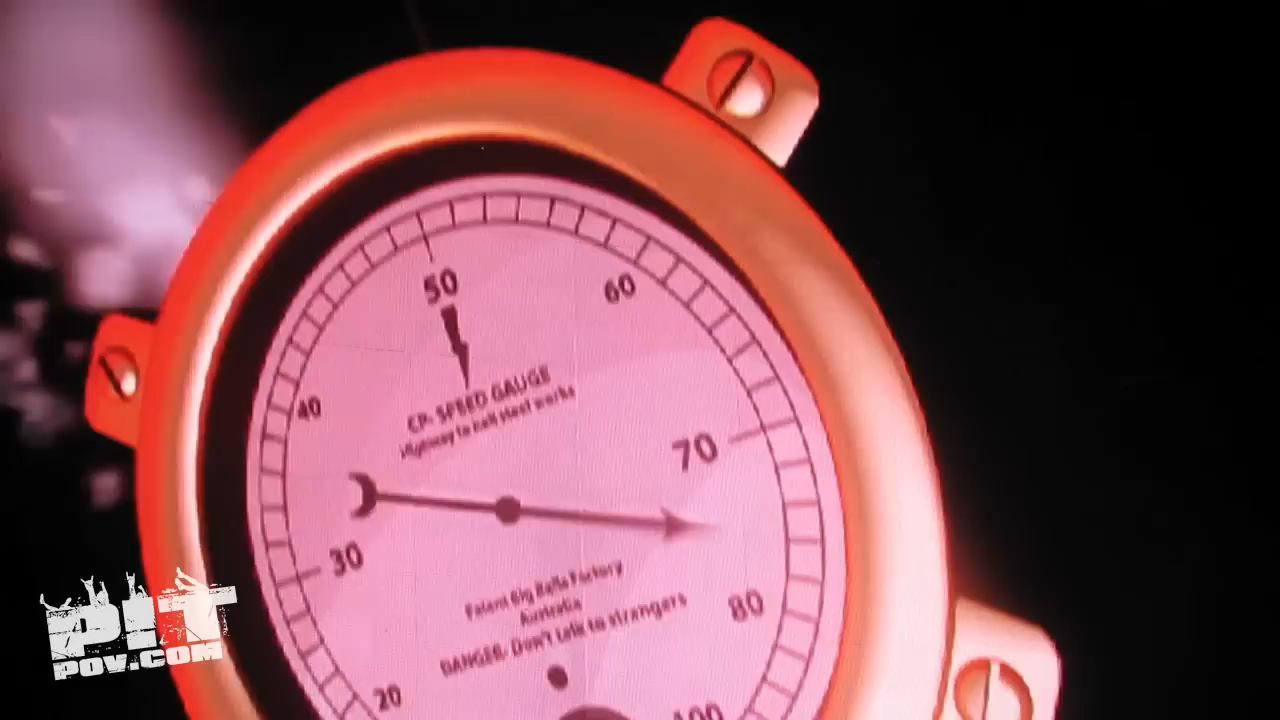 50
60
40
CP- SPEED GAUGE
Highway to hell steel works
70
30
Patent Big Balls Factory
Australia
80
DANGER- Don't talk to strangers
20
100
PIT
POV.COM